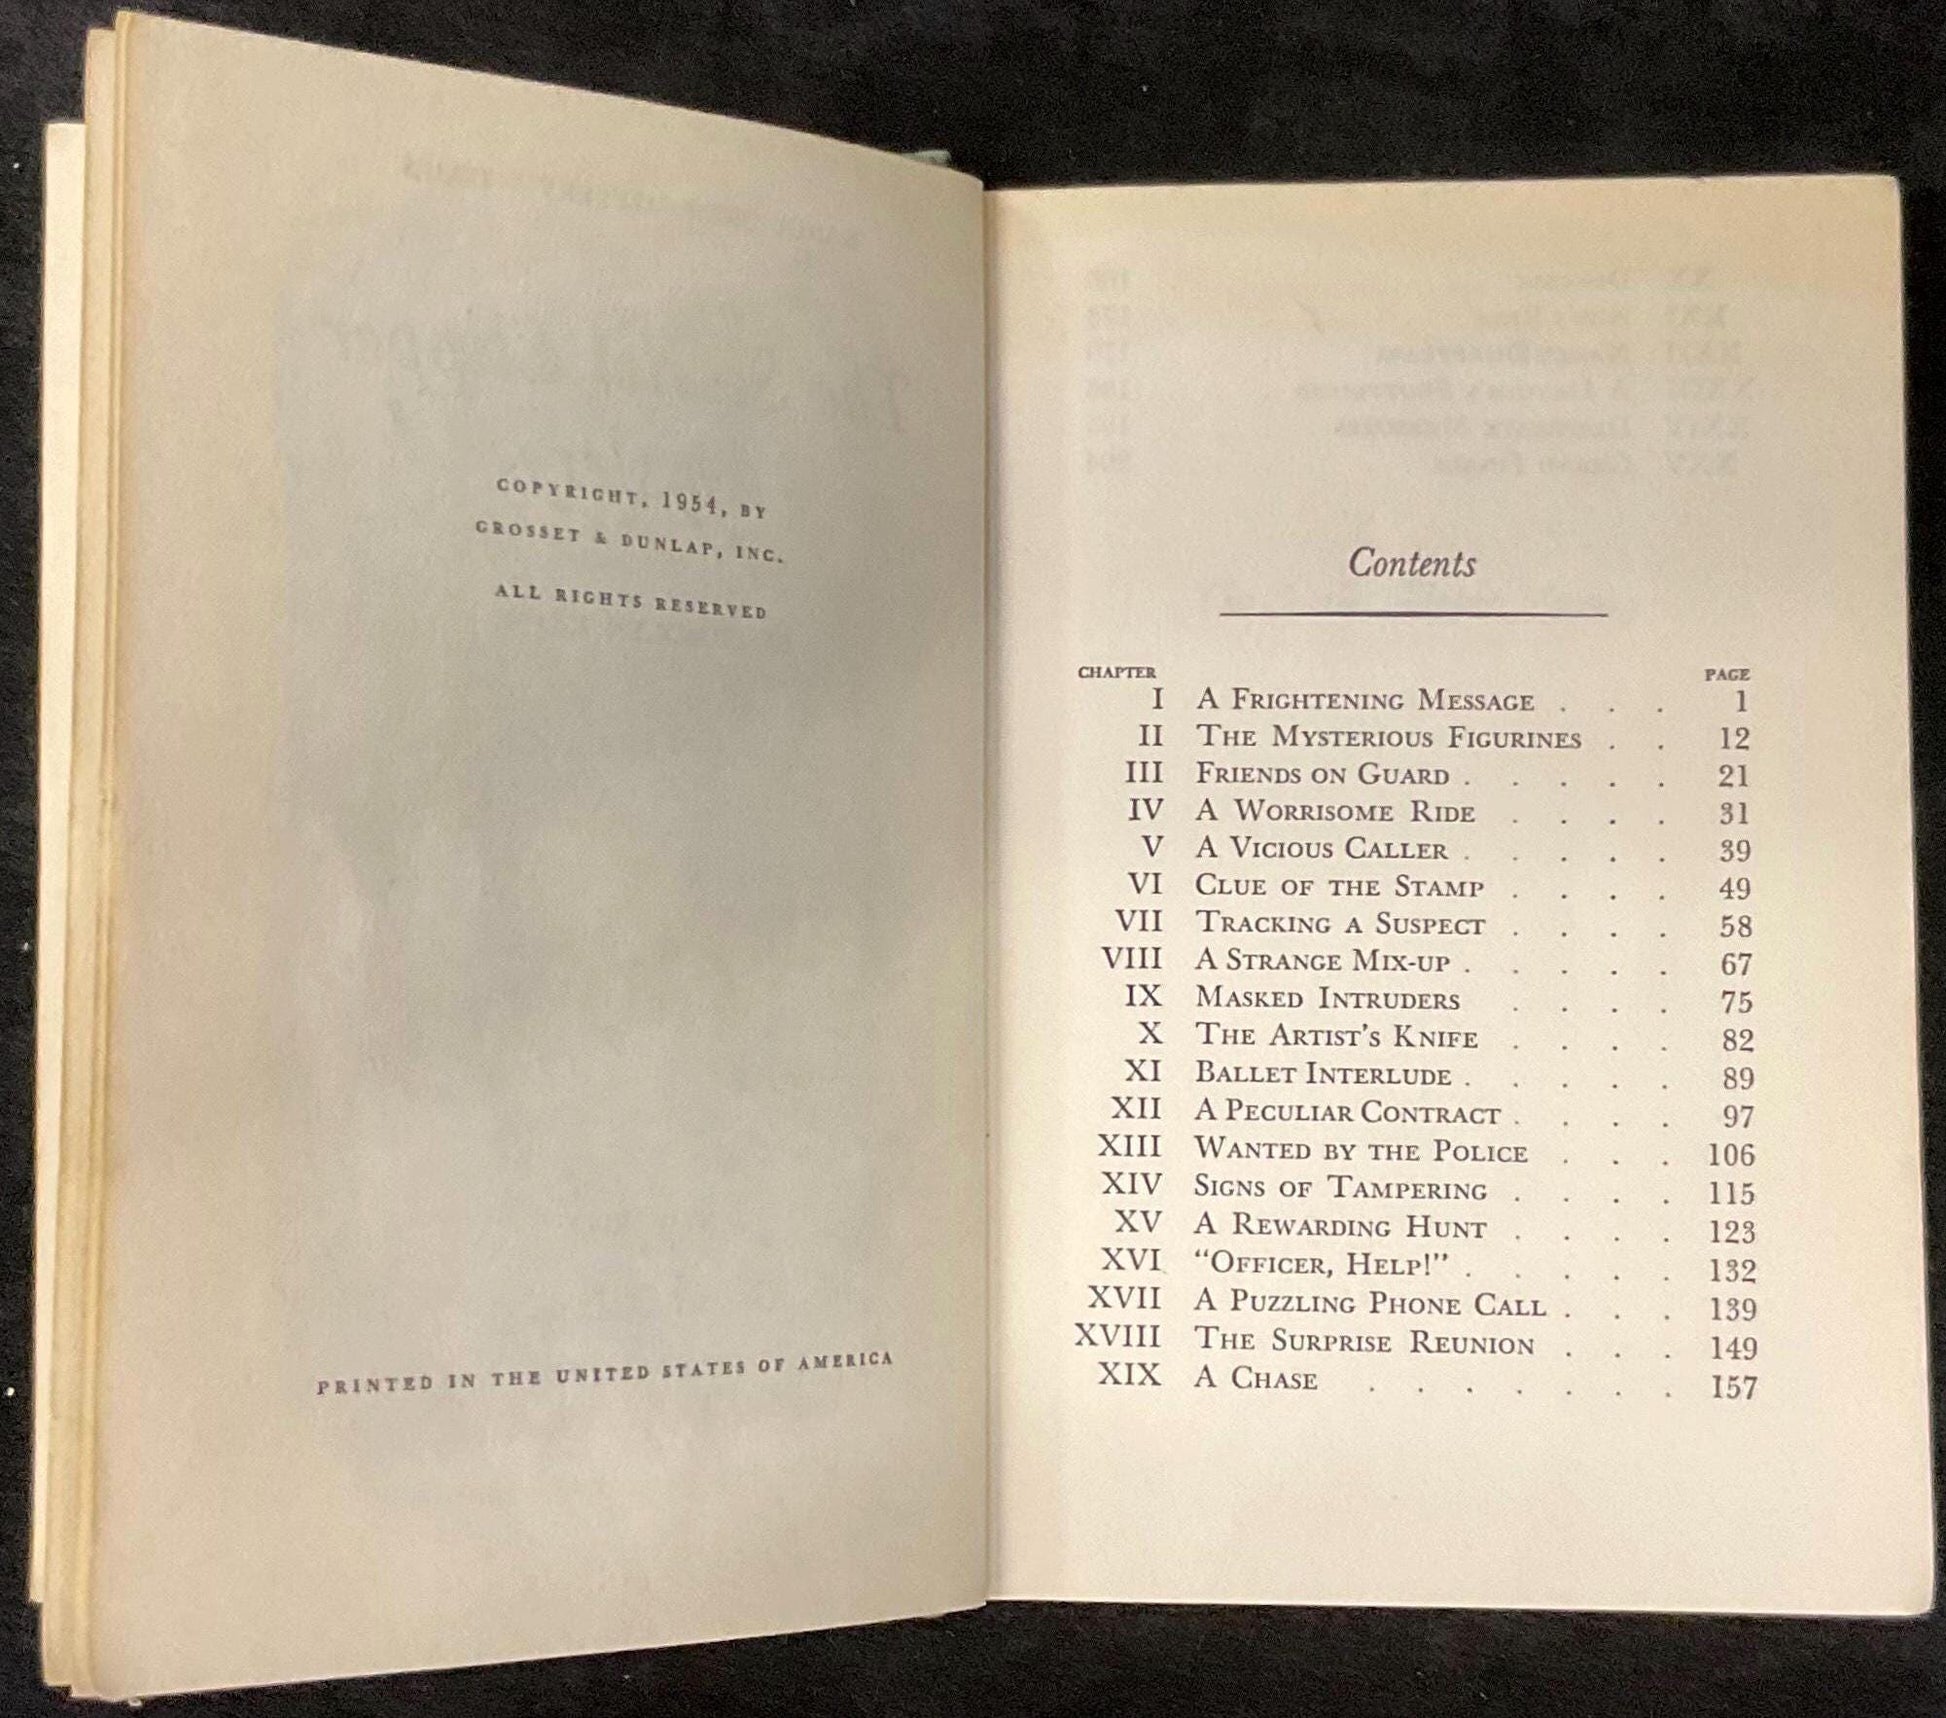 COPYRIGHT, 1954, BY
GROSSET & DUNLAP, INC.
ALL RIGHTS RESERVED
PRINTED IN THE UNITED STATES OF AMERICA
Contents
CHAPTER PAGE
I A FRIGHTENING MESSAGE . . . 1
II THE MYSTERIOUS FIGURINES . . 12
III FRIENDS ON GUARD . . . . . 21
IV A WORRISOME RIDE . . . . 31
V A VICIOUS CALLER . . . . . 39
VI CLUE OF THE STAMP . . . . 49
VII TRACKING A SUSPECT . . . . 58
VIII A STRANGE MIX-UP . . . . . 67
IX MASKED INTRUDERS . . . . 75
X THE ARTIST'S KNIFE . . . . 82
XI BALLET INTERLUDE . . . . . 89
XII A PECULIAR CONTRACT . . . . 97
XIII WANTED BY THE POLICE . . . 106
XIV SIGNS OF TAMPERING . . . . 115
XV A REWARDING HUNT . . . . 123
XVI "OFFICER, HELP!" . . . . . 132
XVII A PUZZLING PHONE CALL . . . 139
XVIII THE SURPRISE REUNION . . . 149
XIX A CHASE . . . . . . . 157